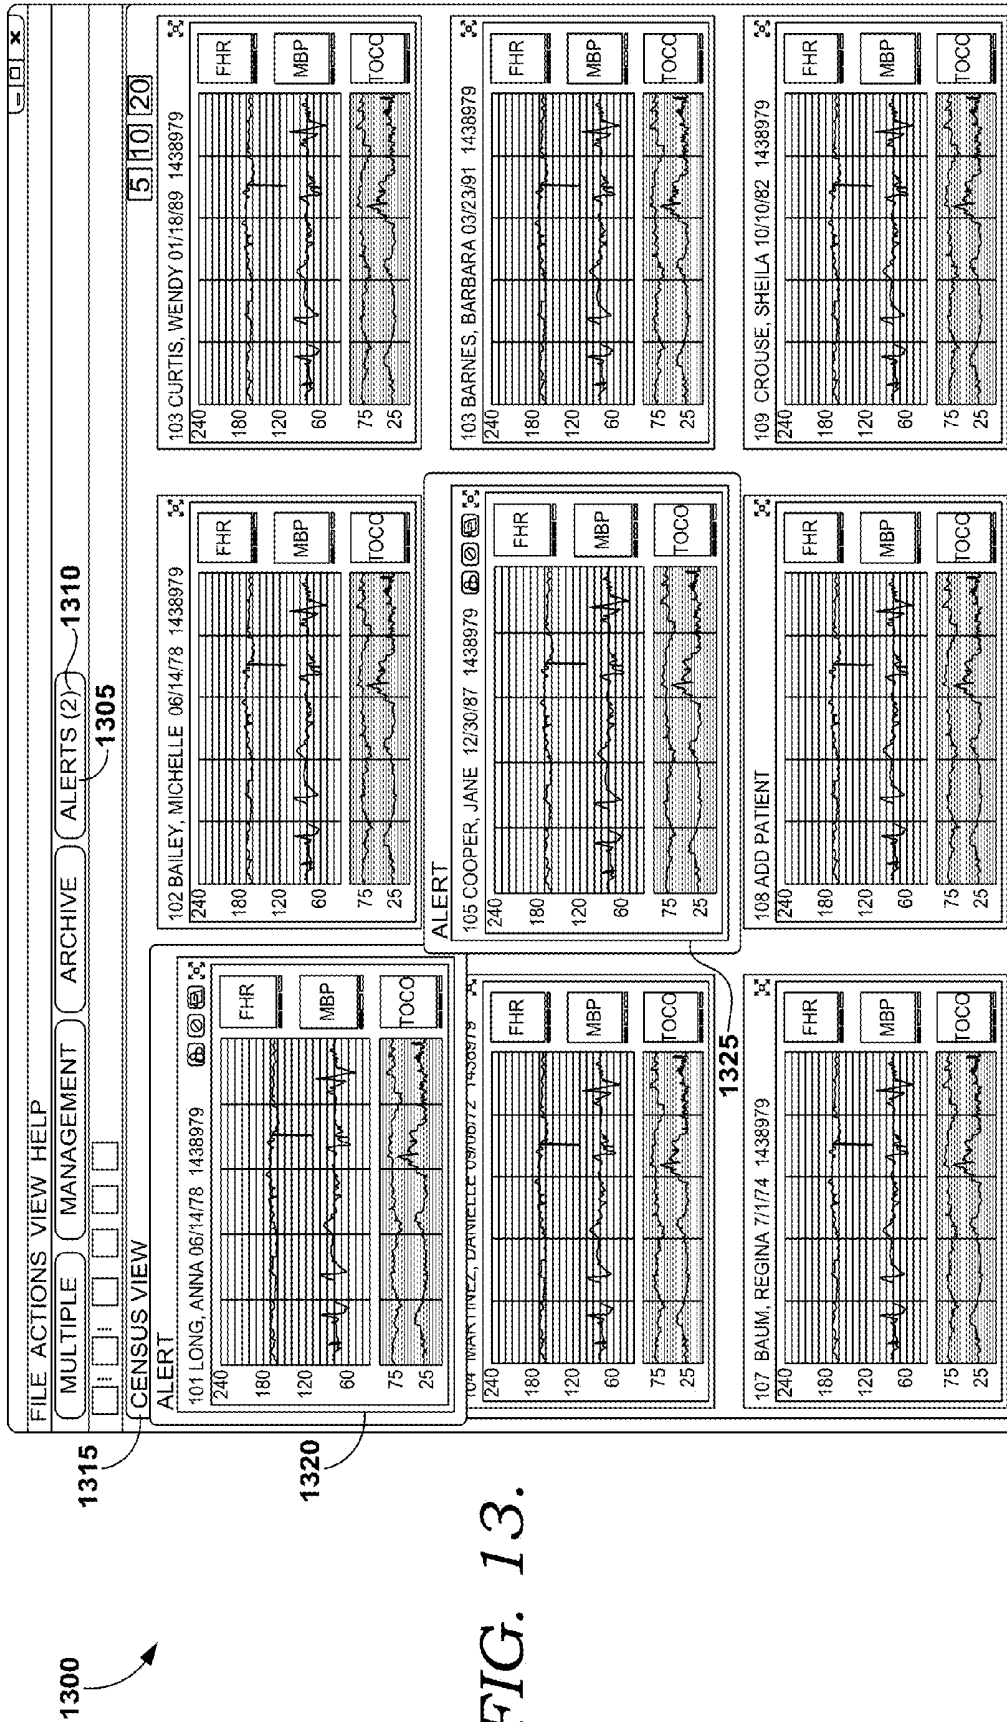 1300
FIG. 13.
FILE ACTIONS VIEW HELP
MULTIPLE MANAGEMENT ARCHIVE ALERTS (2)
1310
1305
1315
CENSUS VIEW
5 10 20
ALERT
101 LONG, ANNA 06/14/78 1438979
240
180
120
60
75
25
FHR
MBP
TOCO
1320
102 BAILEY, MICHELLE 06/14/78 1438979
240
180
120
60
75
25
FHR
MBP
TOCO
103 CURTIS, WENDY 01/18/89 1438979
240
180
120
60
75
25
FHR
MBP
TOCO
104 MARTINEZ, DANIELLE 09/08/72 1438979
240
180
120
60
75
25
FHR
MBP
TOCO
ALERT
105 COOPER, JANE 12/30/87 1438979
240
180
120
60
75
25
FHR
MBP
TOCO
1325
103 BARNES, BARBARA 03/23/91 1438979
240
180
120
60
75
25
FHR
MBP
TOCO
107 BAUM, REGINA 7/1/74 1438979
240
180
120
60
75
25
FHR
MBP
TOCO
108 ADD PATIENT
240
180
120
60
75
25
FHR
MBP
TOCO
109 CROUSE, SHEILA 10/10/82 1438979
240
180
120
60
75
25
FHR
MBP
TOCO